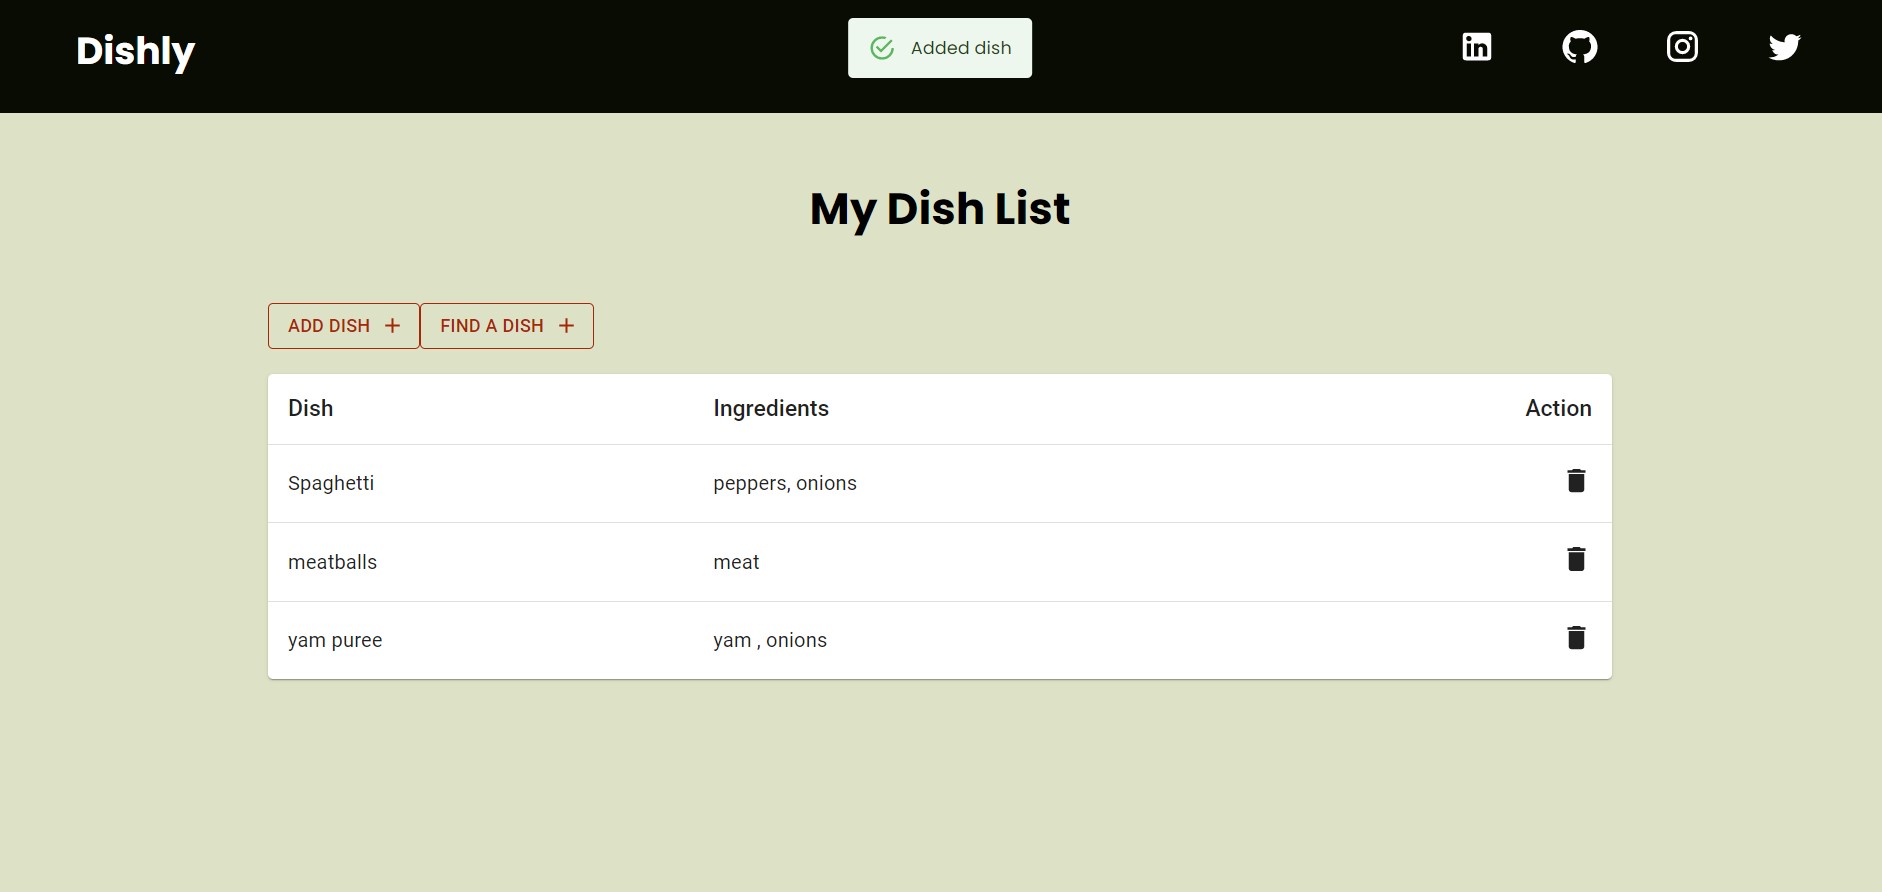 Dishly
Added dish
My Dish List
ADD DISH +
FIND A DISH +
Dish Ingredients Action
Spaghetti peppers, onions
meatballs meat
yam puree yam , onions